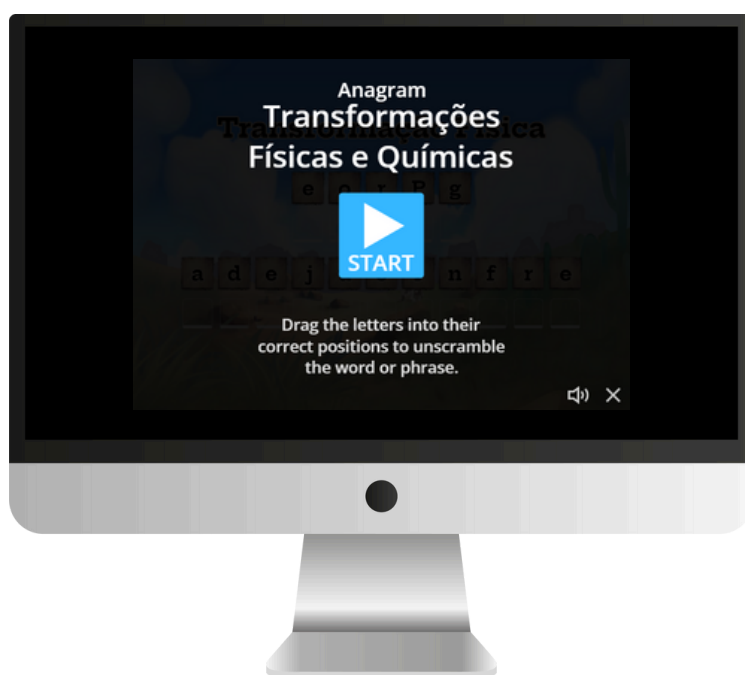 Anagram
Transformações
Físicas e Químicas
START
Drag the letters into their
correct positions to unscramble
the word or phrase.